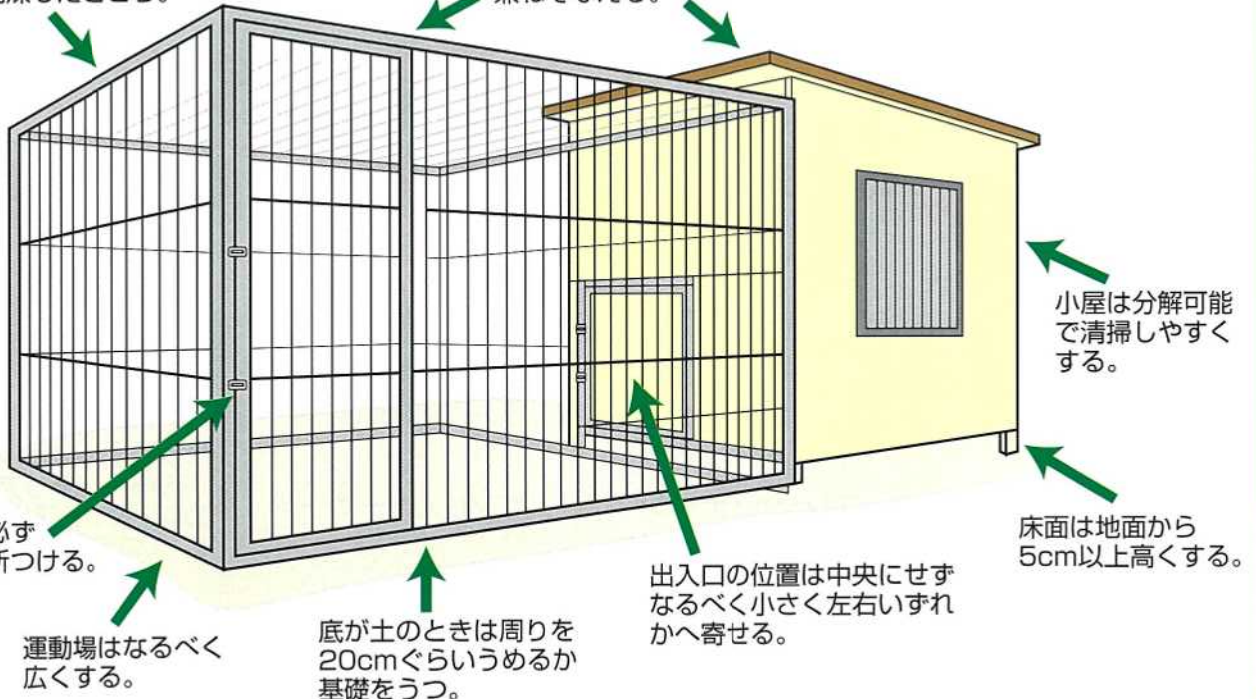 小屋は分解可能
で清掃しやすく
する。
床面は地面から
5cm以上高くする。
出入口の位置は中央にせず
なるべく小さく左右いずれ
かへ寄せる。
必ず
所つける。
運動場はなるべく
広くする。
底が土のときは周りを
20cmぐらいうめるか
基礎をうつ。